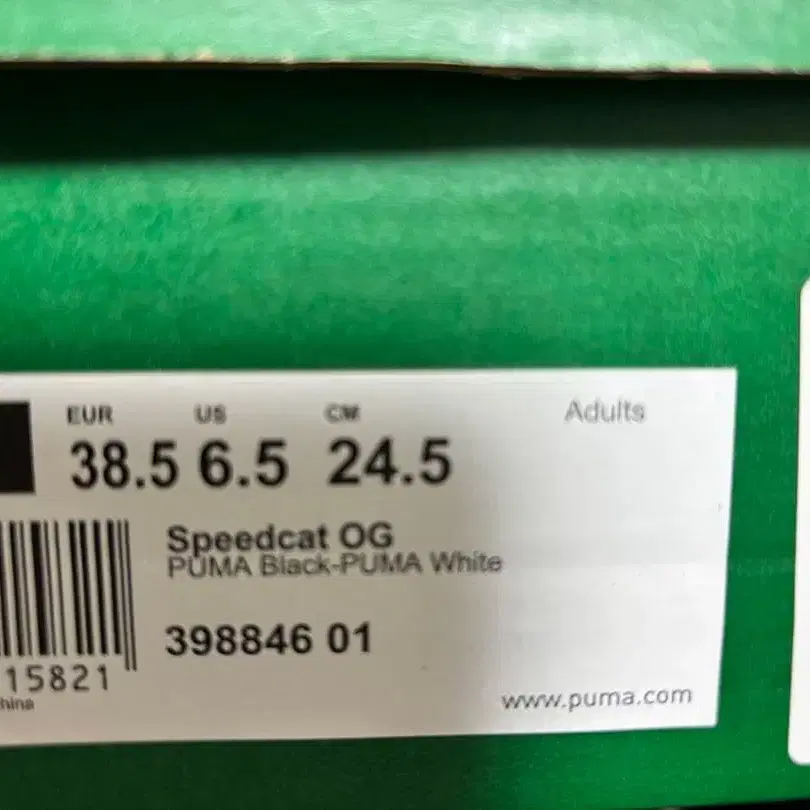 EUR US CM Adults
38.5 6.5 24.5
Speedcat OG
PUMA Black-PUMA White
398846 01
15821
hina
www.puma.com